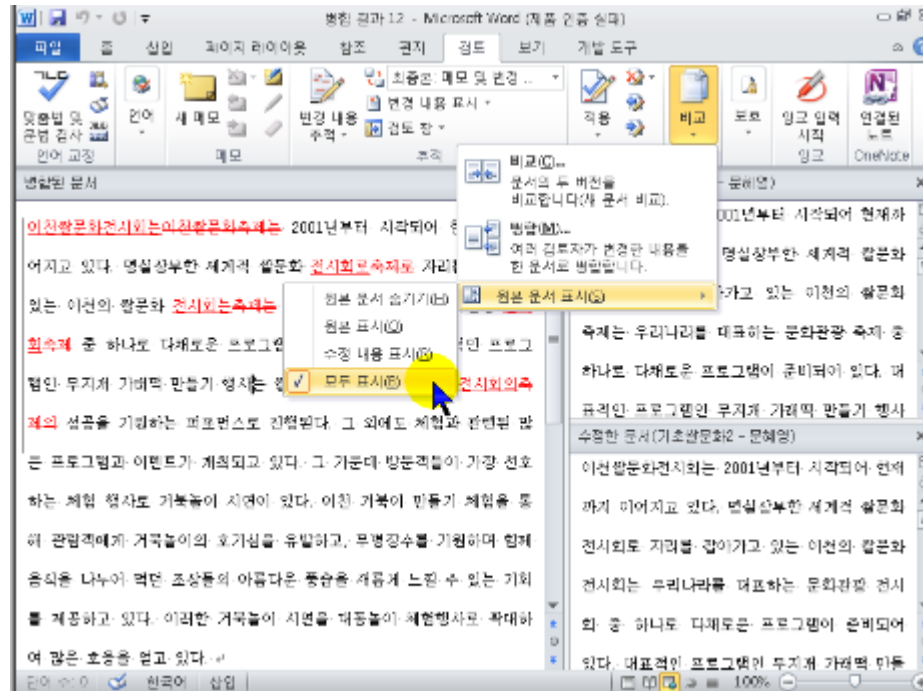 병합 결과 12 - Microsoft Word (제품 인증 실패)
파일 홈 삽입 페이지 레이아웃 참조 편지 검토 보기 개발 도구
맞춤법 및 문법 검사
언어
새 메모
변경 내용 추적
최종본: 메모 및 변경 ...
변경 내용 표시
검토 창
적용
비교
보호
잉크 입력 시작
연결된 노트
언어 교정 메모 추적 잉크 OneNote
비교(C)...
문서의 두 버전을
비교합니다(새 문서 비교).
병합(M)...
여러 검토자가 변경한 내용을
한 문서로 병합합니다.
원본 문서 표시(S)
원본 문서 숨기기(H)
원본 표시(O)
수정 내용 표시(R)
모두 표시(B)
병합된 문서
이천쌀문화전시회는이천쌀문화축제는 2001년부터 시작되어
어지고 있다. 명실상부한 세계적 쌀문화 전시회로축제로 자리
있는 이천의 쌀문화 전시회는축제는
회축제 중 하나로 다채로운 프로그램 인 프로그
램인 무지개 가래떡 만들기 행사는 전시회의축
제의 성공을 기원하는 퍼포먼스로 진행된다. 그 외에도 체험과 관련된 많
은 프로그램과 이벤트가 개최되고 있다. 그 가운데 방문객들이 가장 선호
하는 체험 행사로 거북놀이 시연이 있다. 이천 거북이 만들기 체험을 통
해 관람객에게 거북놀이의 호기심을 유발하고, 무병장수를 기원하며 함께
음식을 나누어 먹던 조상들의 아름다운 풍습을 새롭게 느낄 수 있는 기회
를 제공하고 있다. 이러한 거북놀이 시연을 대동놀이 체험행사로 확대하
여 많은 호응을 얻고 있다.
- 문혜영)
001년부터 시작되어 현재까
명실상부한 세계적 쌀문화
가고 있는 이천의 쌀문화
축제는 우리나라를 대표하는 문화관광 축제 중
하나로 다채로운 프로그램이 준비되어 있다. 대
표적인 프로그램인 무지개 가래떡 만들기 행사
수정한 문서(기초쌀문화2 - 문혜영)
이천쌀문화전시회는 2001년부터 시작되어 현재
까지 이어지고 있다. 명실상부한 세계적 쌀문화
전시회로 자리를 잡아가고 있는 이천의 쌀문화
전시회는 우리나라를 대표하는 문화관광 전시
회 중 하나로 다채로운 프로그램이 준비되어
있다. 대표적인 프로그램인 무지개 가래떡 만들
단어 수: 0 한국어 삽입 100%